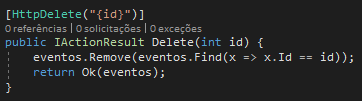 [HttpDelete("{id}")]
0 referências | 0 solicitações | 0 exceções
public IActionResult Delete(int id) {
eventos.Remove(eventos.Find(x => x.Id == id));
return Ok(eventos);
}